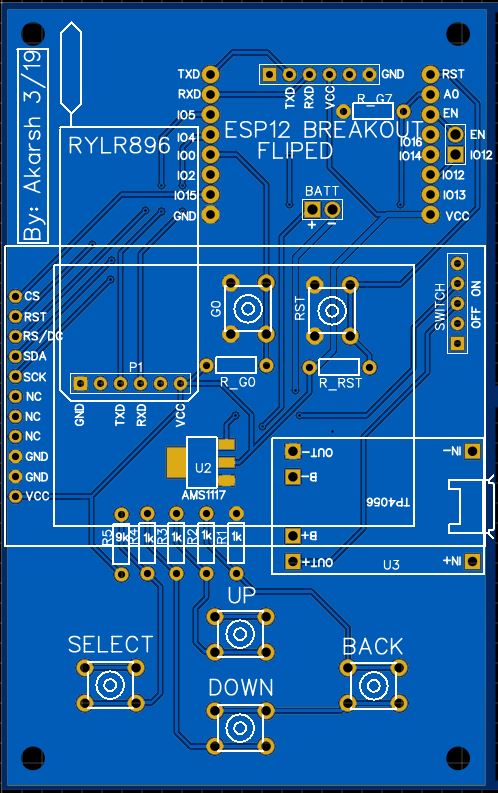 By: Akarsh 3/19
RYLR896
TXD
RXD
IO5
IO4
IO0
IO2
IO15
GND
TXD
RXD
VCC
GND
R_G7
ESP12 BREAKOUT
FLIPED
RST
A0
EN
IO16
IO14
IO12
IO13
VCC
EN
IO12
BATT
+ -
CS
RST
RS/DC
SDA
SCK
NC
NC
NC
GND
GND
VCC
G0
RST
SWITCH
OFF ON
R_G0
R_RST
P1
GND
TXD
RXD
VCC
U2
AMS1117
OUT-
B-
B+
OUT+
IN-
IN+
TP4056
U3
R5
9k
R4
1k
R3
1k
R2
1k
R1
1k
UP
SELECT
BACK
DOWN